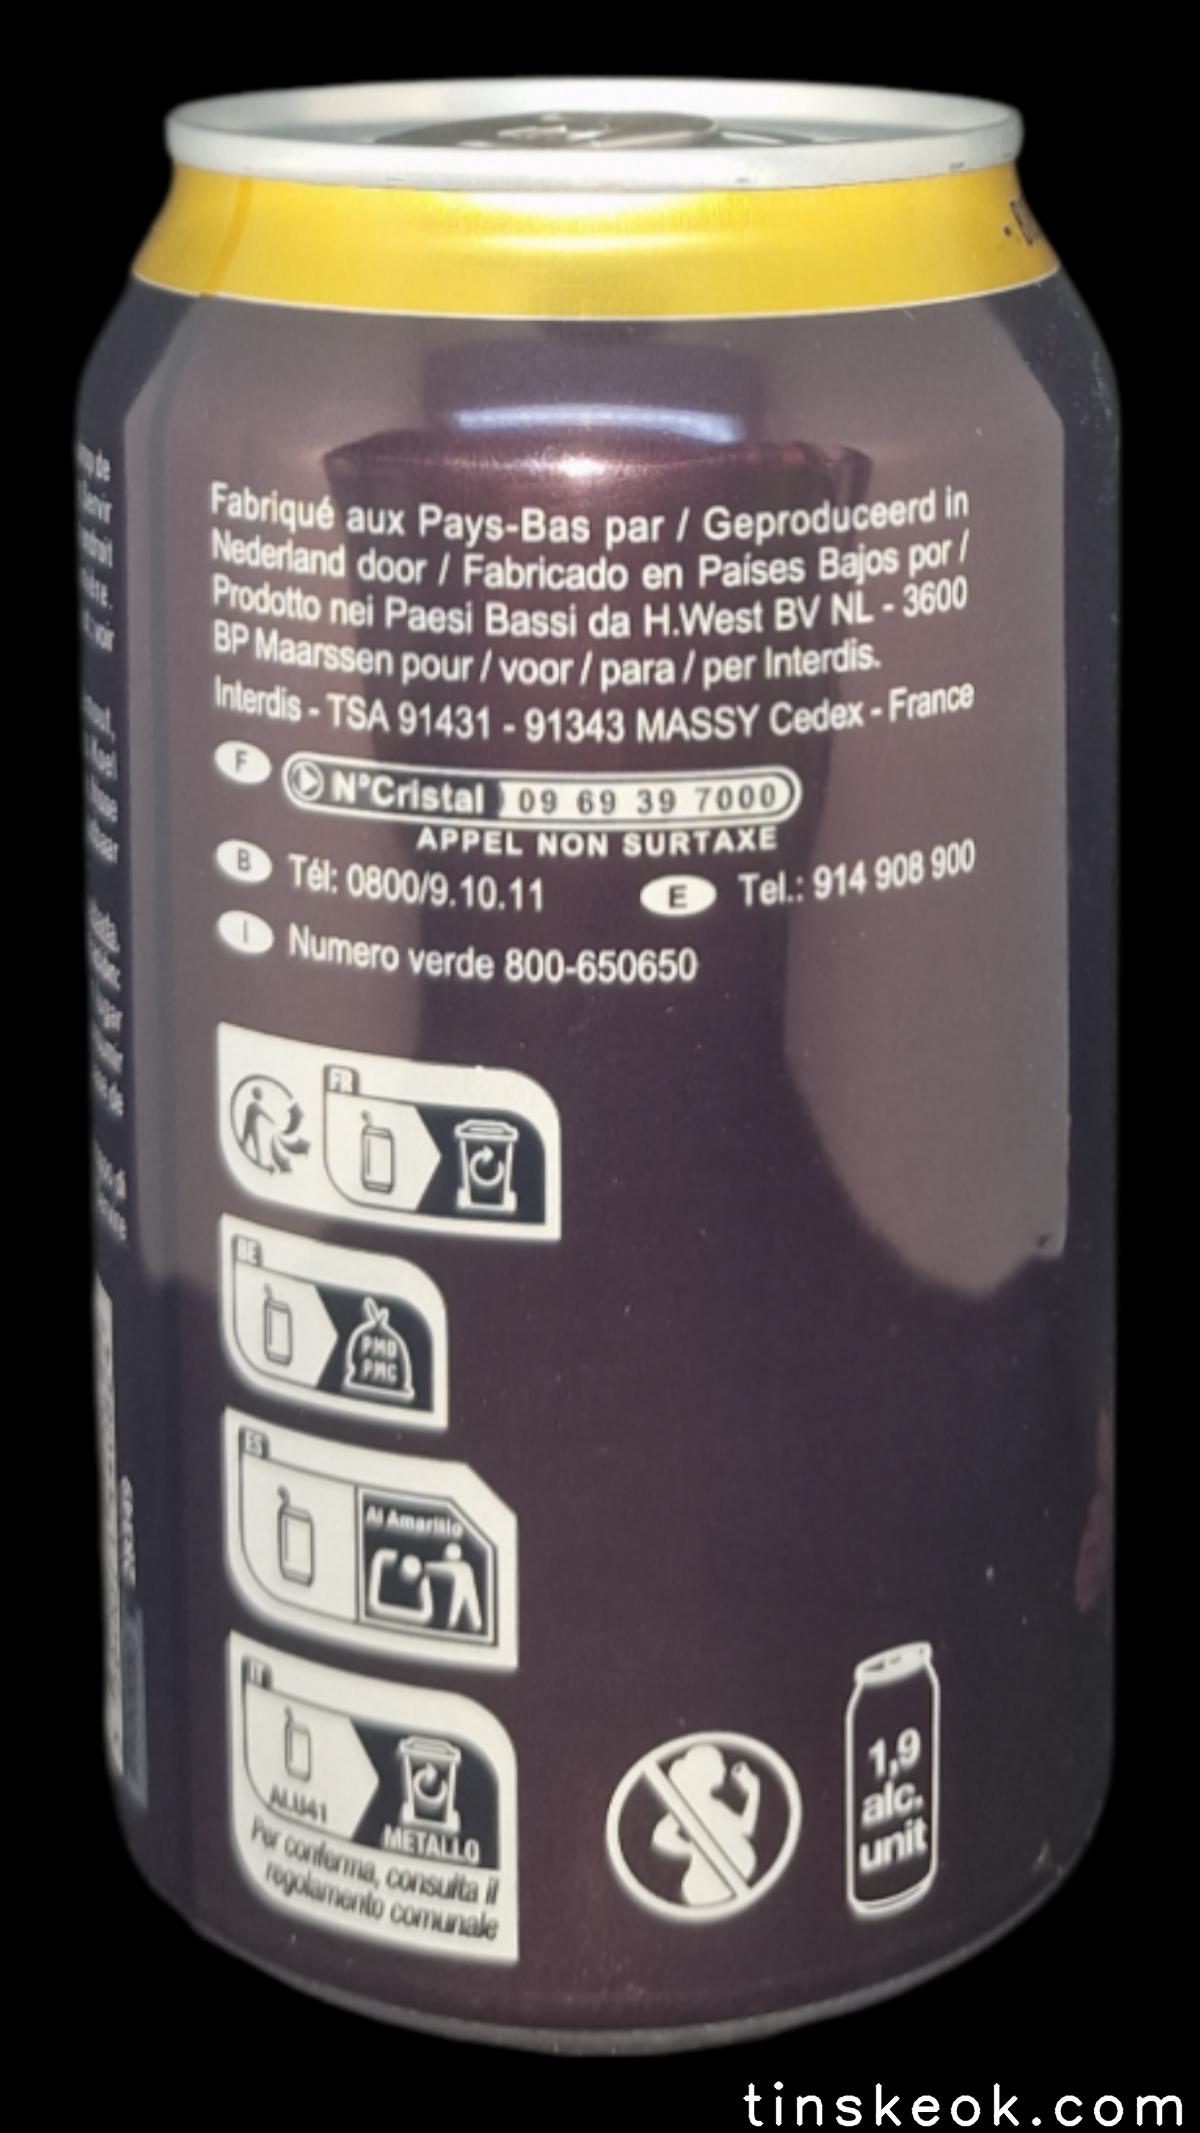 Fabriqué aux Pays-Bas par / Geproduceerd in
Nederland door / Fabricado en Países Bajos por /
Prodotto nei Paesi Bassi da H.West BV NL - 3600
BP Maarssen pour / voor / para / per Interdis.
Interdis - TSA 91431 - 91343 MASSY Cedex - France
F N°Cristal 09 69 39 7000
APPEL NON SURTAXE
B Tél: 0800/9.10.11 E Tel.: 914 908 900
I Numero verde 800-650650
FR
BE
PMD
PMC
ES
Al Amarillo
IT
ALU41
METALLO
Per conferma, consulta il
regolamento comunale
1,9
alc.
unit
tinskeok.com